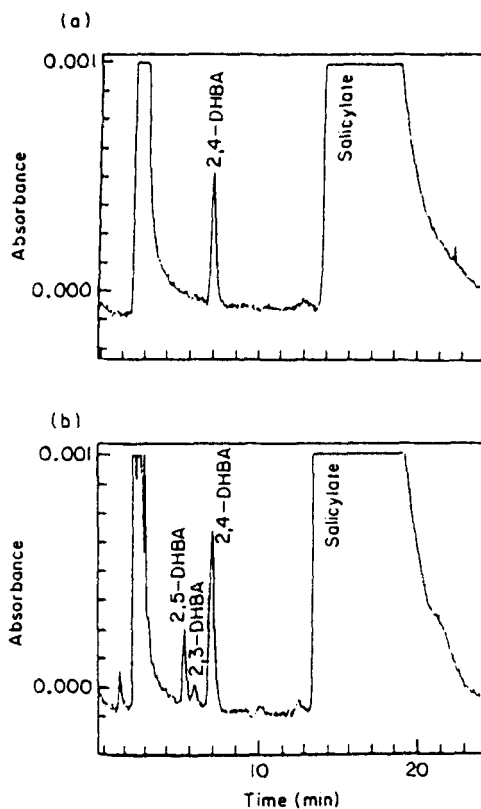 (a)
0.001
2,4-DHBA
Salicylate
Absorbance
0.000
(b)
0.001
2,5-DHBA
2,3-DHBA
2,4-DHBA
Salicylate
Absorbance
0.000
10
20
Time (min)